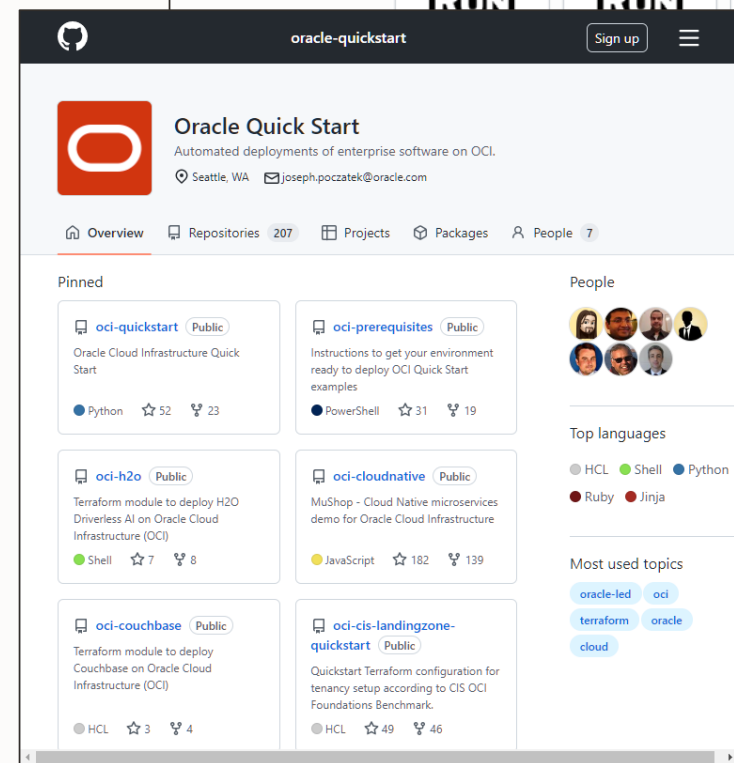 RUN RUN
oracle-quickstart
Sign up
Oracle Quick Start
Automated deployments of enterprise software on OCI.
Seattle, WA joseph.poczatek@oracle.com
Overview Repositories 207 Projects Packages People 7
Pinned
oci-quickstart Public
Oracle Cloud Infrastructure Quick
Start
Python 52 23
oci-prerequisites Public
Instructions to get your environment
ready to deploy OCI Quick Start
examples
PowerShell 31 19
oci-h2o Public
Terraform module to deploy H2O
Driverless AI on Oracle Cloud
Infrastructure (OCI)
Shell 7 8
oci-cloudnative Public
MuShop - Cloud Native microservices
demo for Oracle Cloud Infrastructure
JavaScript 182 139
oci-couchbase Public
Terraform module to deploy
Couchbase on Oracle Cloud
Infrastructure (OCI)
HCL 3 4
oci-cis-landingzone-
quickstart Public
Quickstart Terraform configuration for
tenancy setup according to CIS OCI
Foundations Benchmark.
HCL 49 46
People
Top languages
HCL Shell Python
Ruby Jinja
Most used topics
oracle-led oci
terraform oracle
cloud